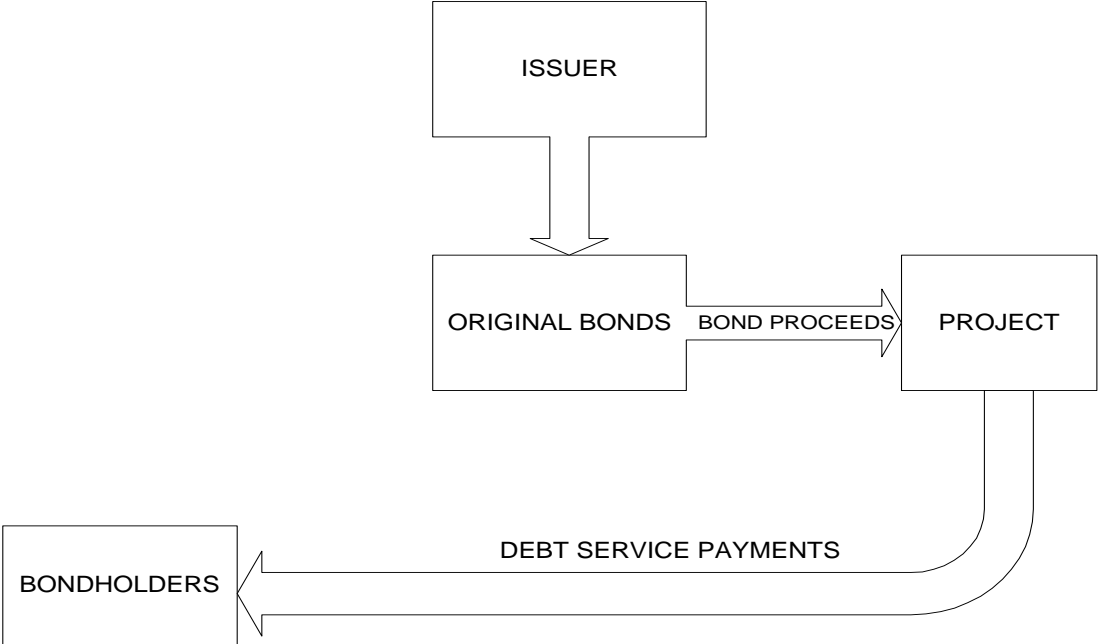 ISSUER
ORIGINAL BONDS
BOND PROCEEDS
PROJECT
DEBT SERVICE PAYMENTS
BONDHOLDERS